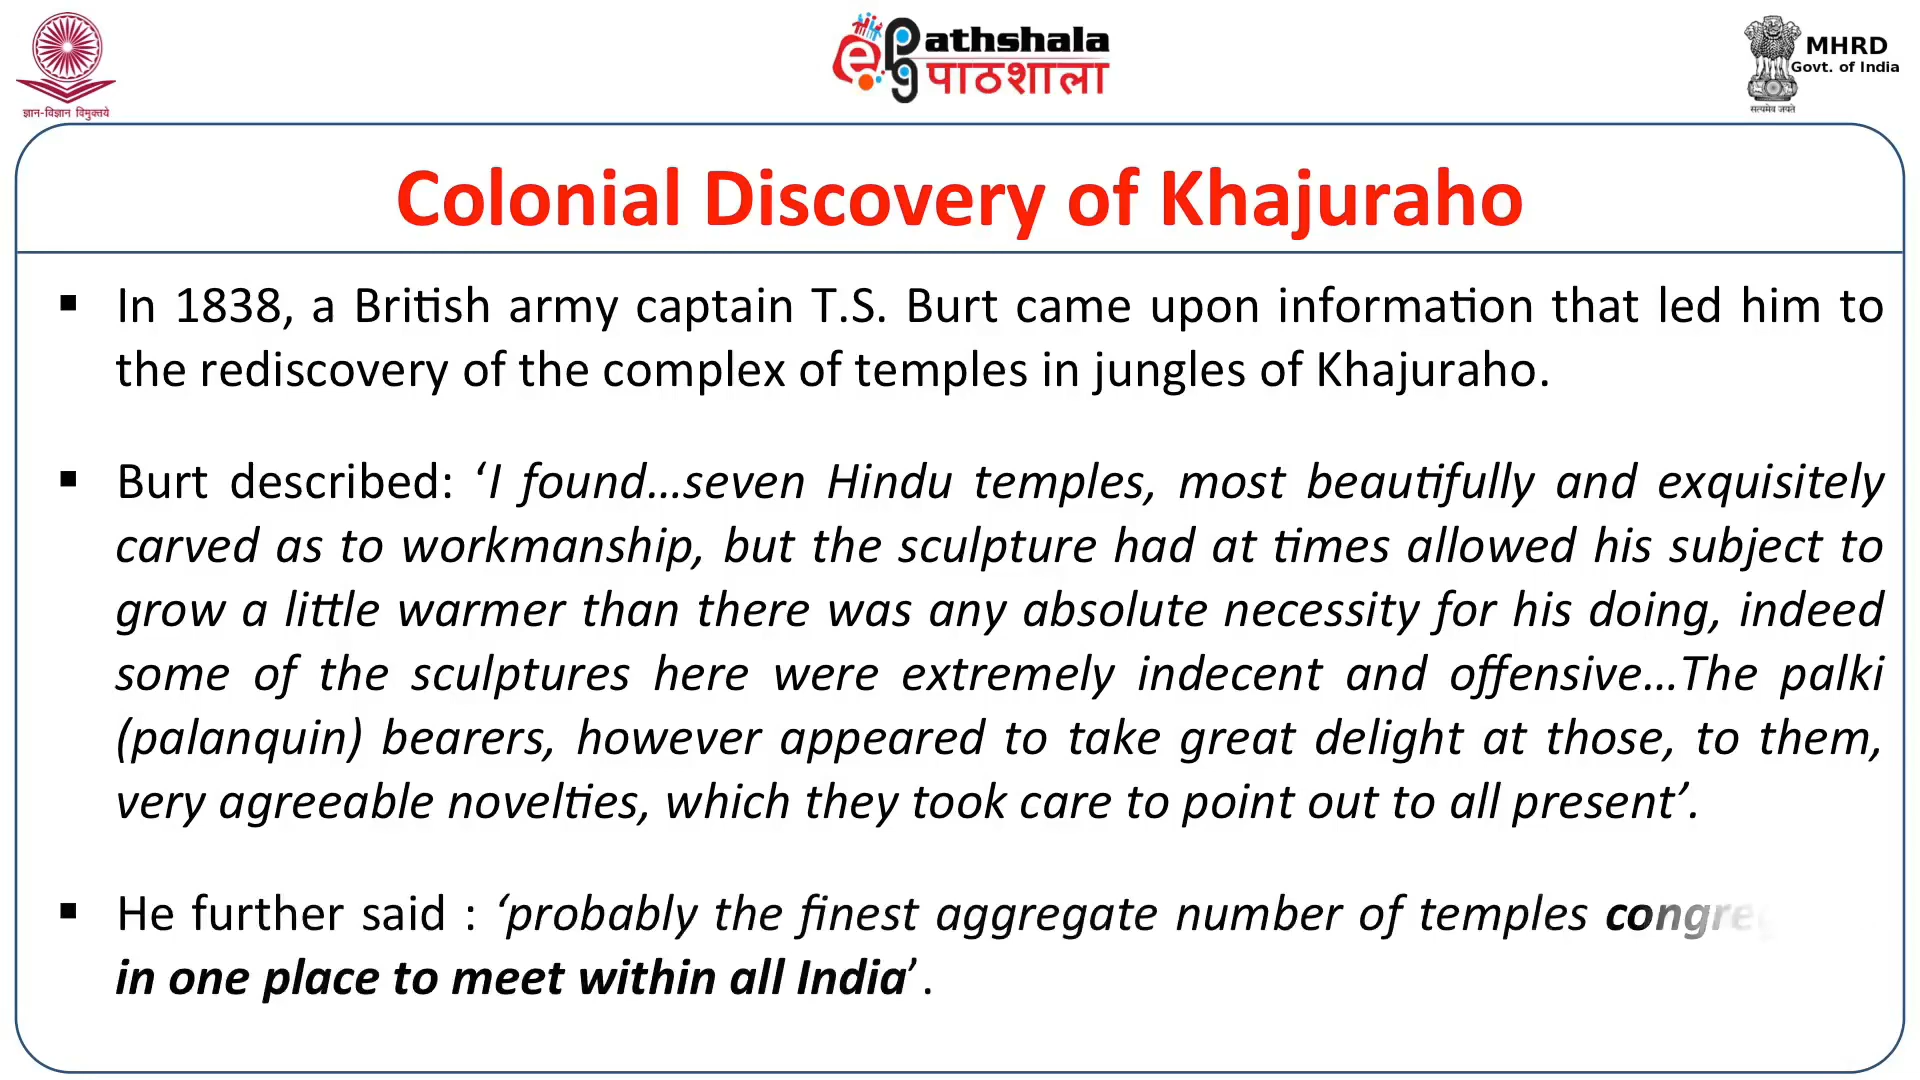 ज्ञान-विज्ञान विमुक्तये
ePG Pathshala
पाठशाला
MHRD
Govt. of India
सत्यमेव जयते
Colonial Discovery of Khajuraho
▪ In 1838, a British army captain T.S. Burt came upon information that led him to
the rediscovery of the complex of temples in jungles of Khajuraho.
▪ Burt described: ‘I found…seven Hindu temples, most beautifully and exquisitely
carved as to workmanship, but the sculpture had at times allowed his subject to
grow a little warmer than there was any absolute necessity for his doing, indeed
some of the sculptures here were extremely indecent and offensive…The palki
(palanquin) bearers, however appeared to take great delight at those, to them,
very agreeable novelties, which they took care to point out to all present’.
▪ He further said : ‘probably the finest aggregate number of temples
in one place to meet within all India’.